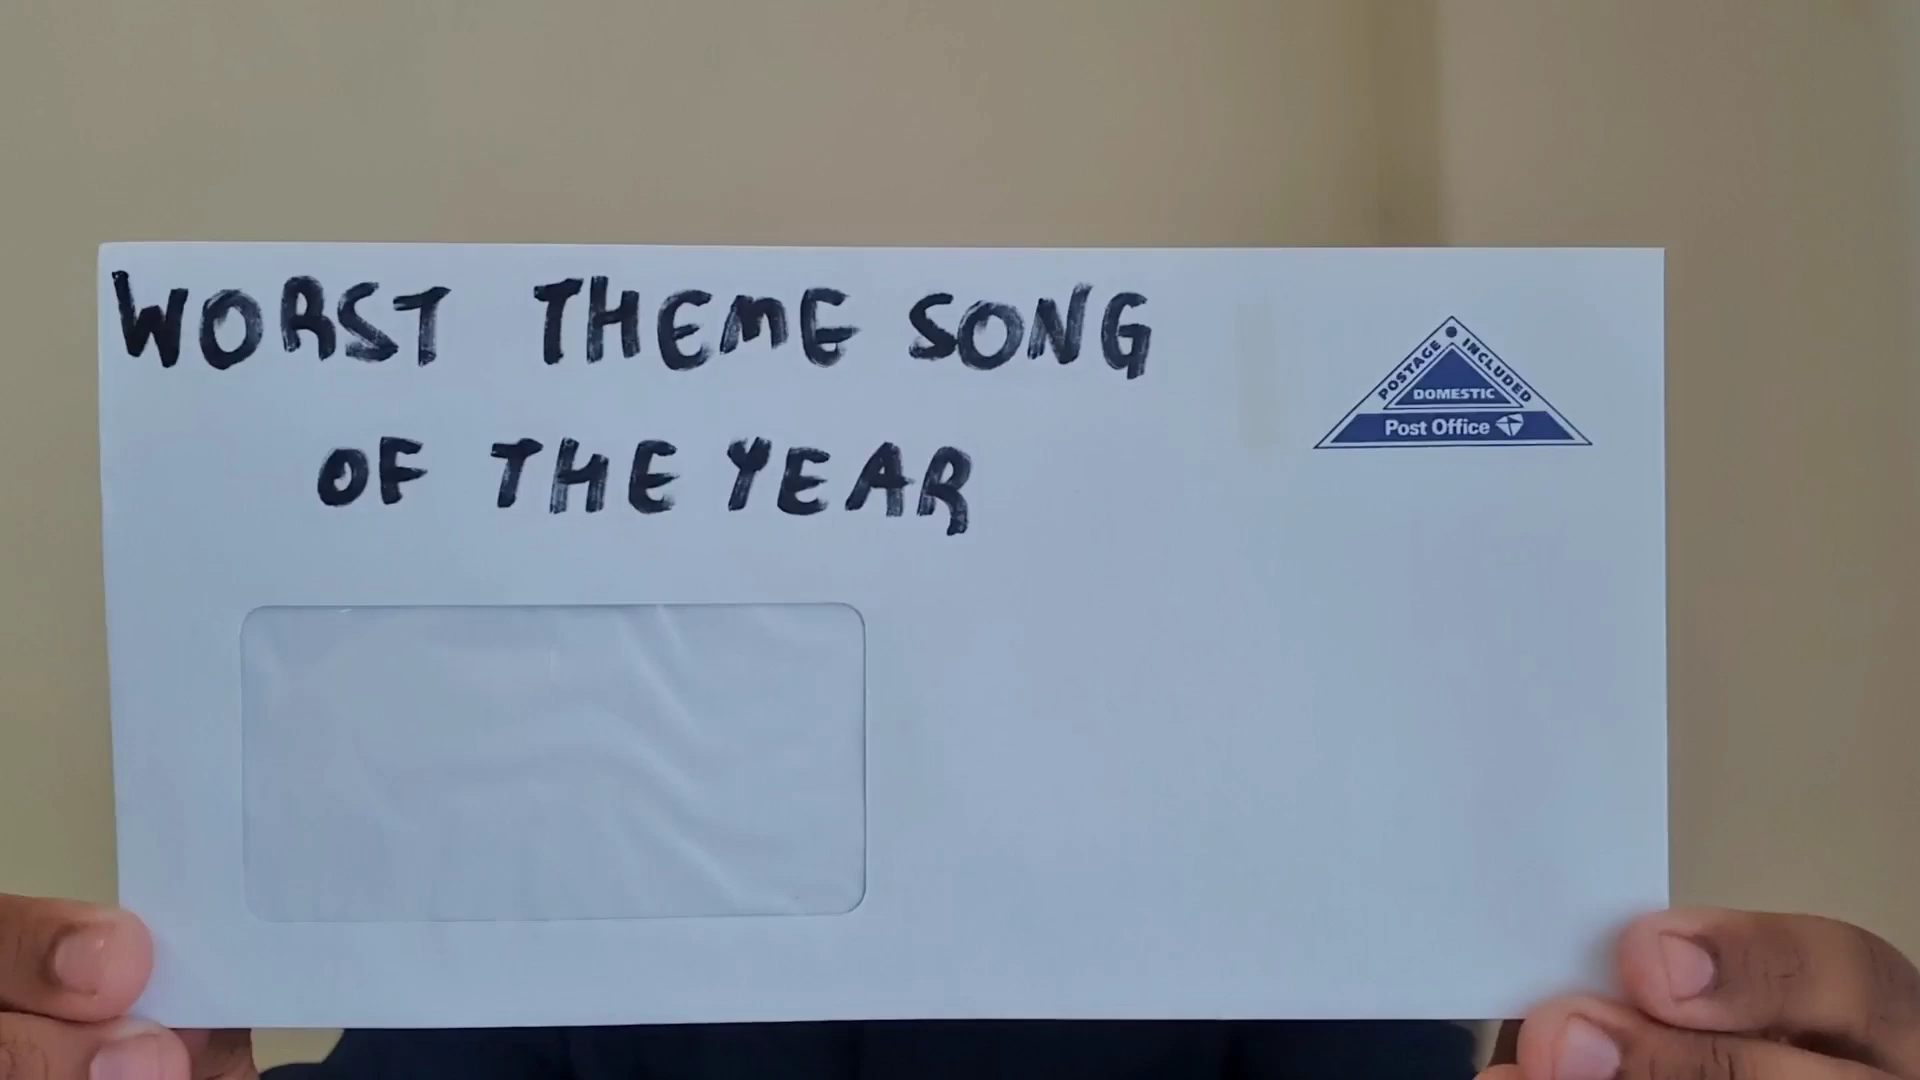 WORST THEME SONG
OF THE YEAR
POSTAGE INCLUDED
DOMESTIC
Post Office